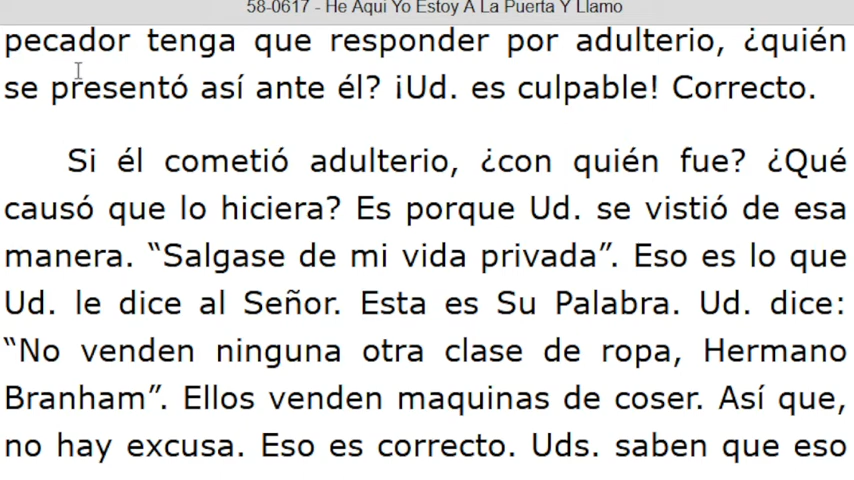 58-0617 - He Aqui Yo Estoy A La Puerta Y Llamo
pecador tenga que responder por adulterio, ¿quién
se presentó así ante él? ¡Ud. es culpable! Correcto.
Si él cometió adulterio, ¿con quién fue? ¿Qué
causó que lo hiciera? Es porque Ud. se vistió de esa
manera. “Salgase de mi vida privada”. Eso es lo que
Ud. le dice al Señor. Esta es Su Palabra. Ud. dice:
“No venden ninguna otra clase de ropa, Hermano
Branham”. Ellos venden maquinas de coser. Así que,
no hay excusa. Eso es correcto. Uds. saben que eso